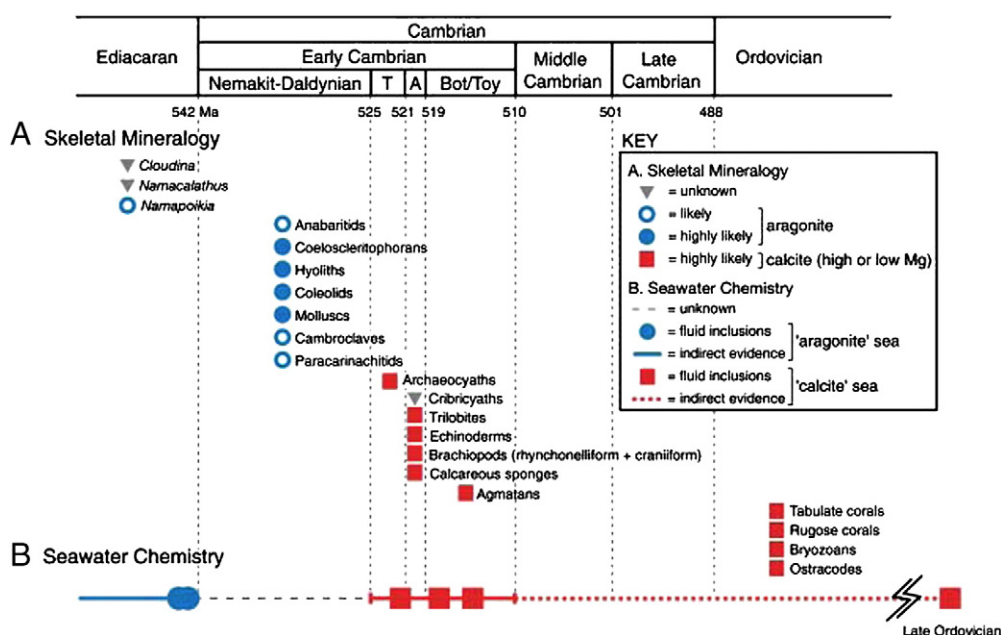 Cambrian
Ediacaran
Early Cambrian
Middle Cambrian
Late Cambrian
Ordovician
Nemakit-Daldynian
T
A
Bot/Toy
542 Ma
525
521
519
510
501
488
A Skeletal Mineralogy
Cloudina
Namacalathus
Namapoikia
Anabaritids
Coeloscleritophorans
Hyoliths
Coleolids
Molluscs
Cambroclaves
Paracarinachitids
Archaeocyaths
Cribricyaths
Trilobites
Echinoderms
Brachiopods (rhynchonelliform + craniiform)
Calcareous sponges
Agmatans
Tabulate corals
Rugose corals
Bryozoans
Ostracodes
KEY
A. Skeletal Mineralogy
= unknown
= likely
= highly likely
aragonite
= highly likely
calcite (high or low Mg)
B. Seawater Chemistry
= unknown
= fluid inclusions
= indirect evidence
'aragonite' sea
= fluid inclusions
= indirect evidence
'calcite' sea
B Seawater Chemistry
Late Ordovician